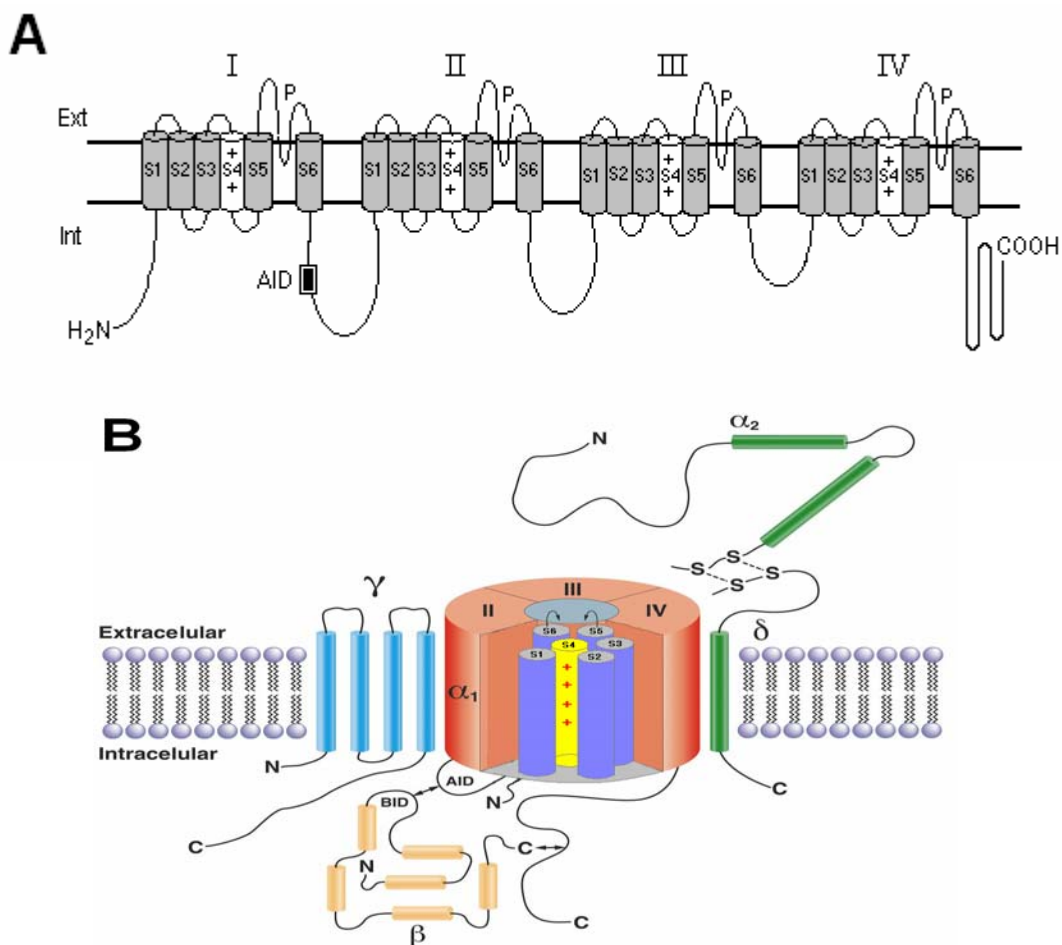 A
I II III IV
P P P P
Ext
S1 S2 S3 S4 S5 S6 S1 S2 S3 S4 S5 S6 S1 S2 S3 S4 S5 S6 S1 S2 S3 S4 S5 S6
+ + + +
+ + + +
Int
AID
COOH
H₂N
B
N
α₂
S S
S S
γ
III
II IV
Extracelular
δ
S6 S5
S4 S3
S1 S2
+
+
+
+
α₁
Intracelular
N
AID
N
BID
C
C
C
N
β
C